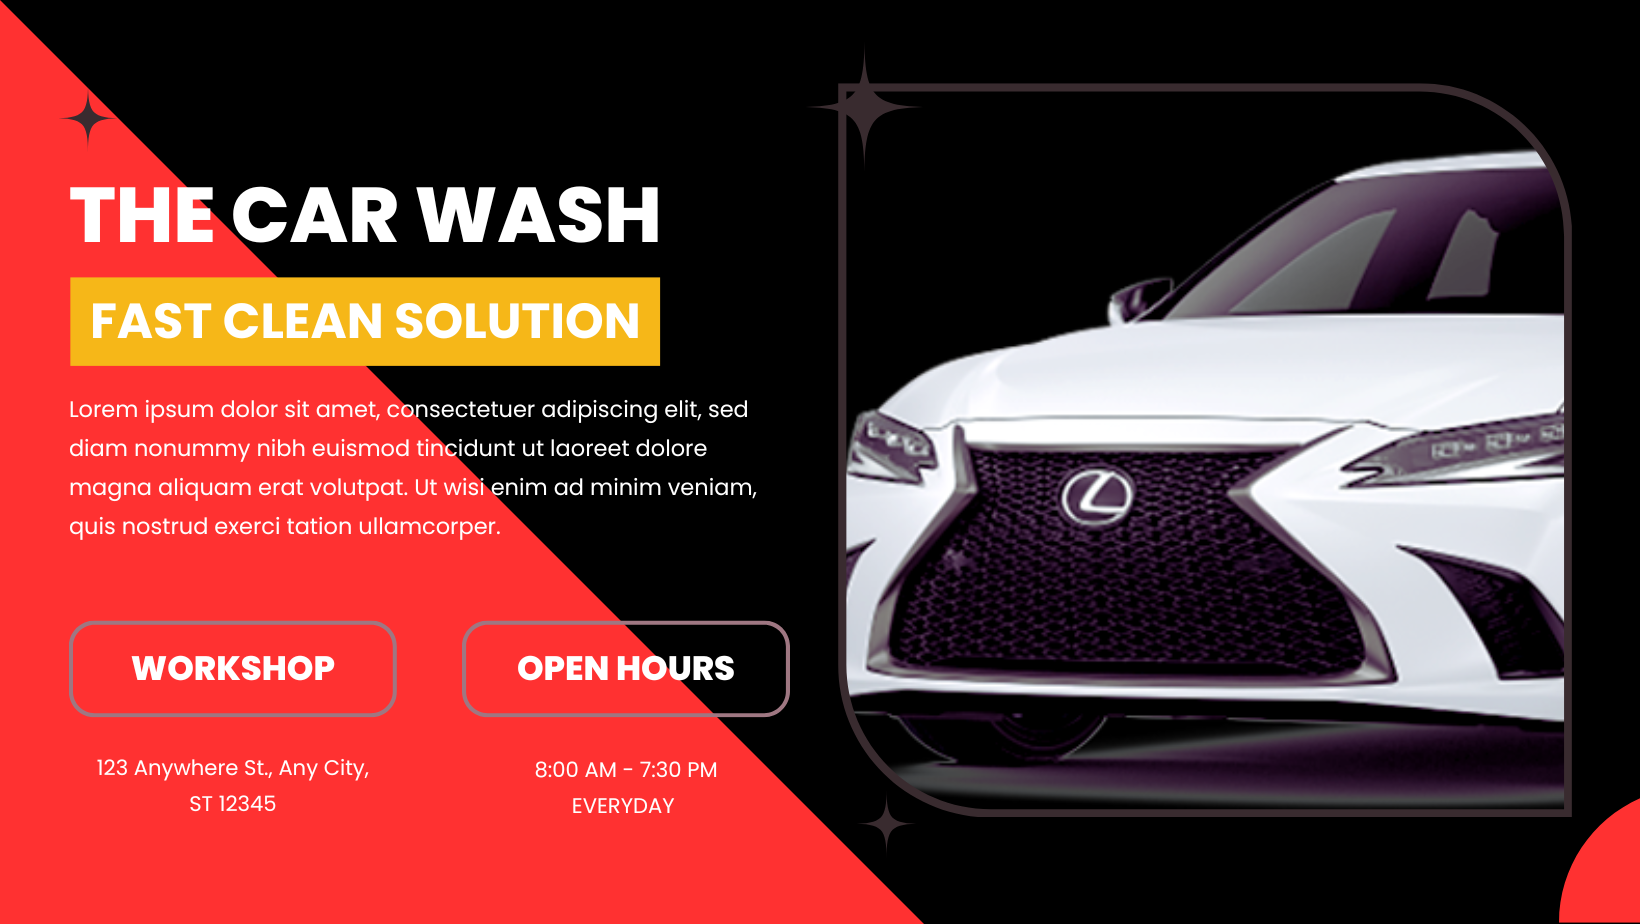 THE CAR WASH
FAST CLEAN SOLUTION
Lorem ipsum dolor sit amet, consectetuer adipiscing elit, sed
diam nonummy nibh euismod tincidunt ut laoreet dolore
magna aliquam erat volutpat. Ut wisi enim ad minim veniam,
quis nostrud exerci tation ullamcorper.
WORKSHOP
123 Anywhere St., Any City,
ST 12345
OPEN HOURS
8:00 AM - 7:30 PM
EVERYDAY